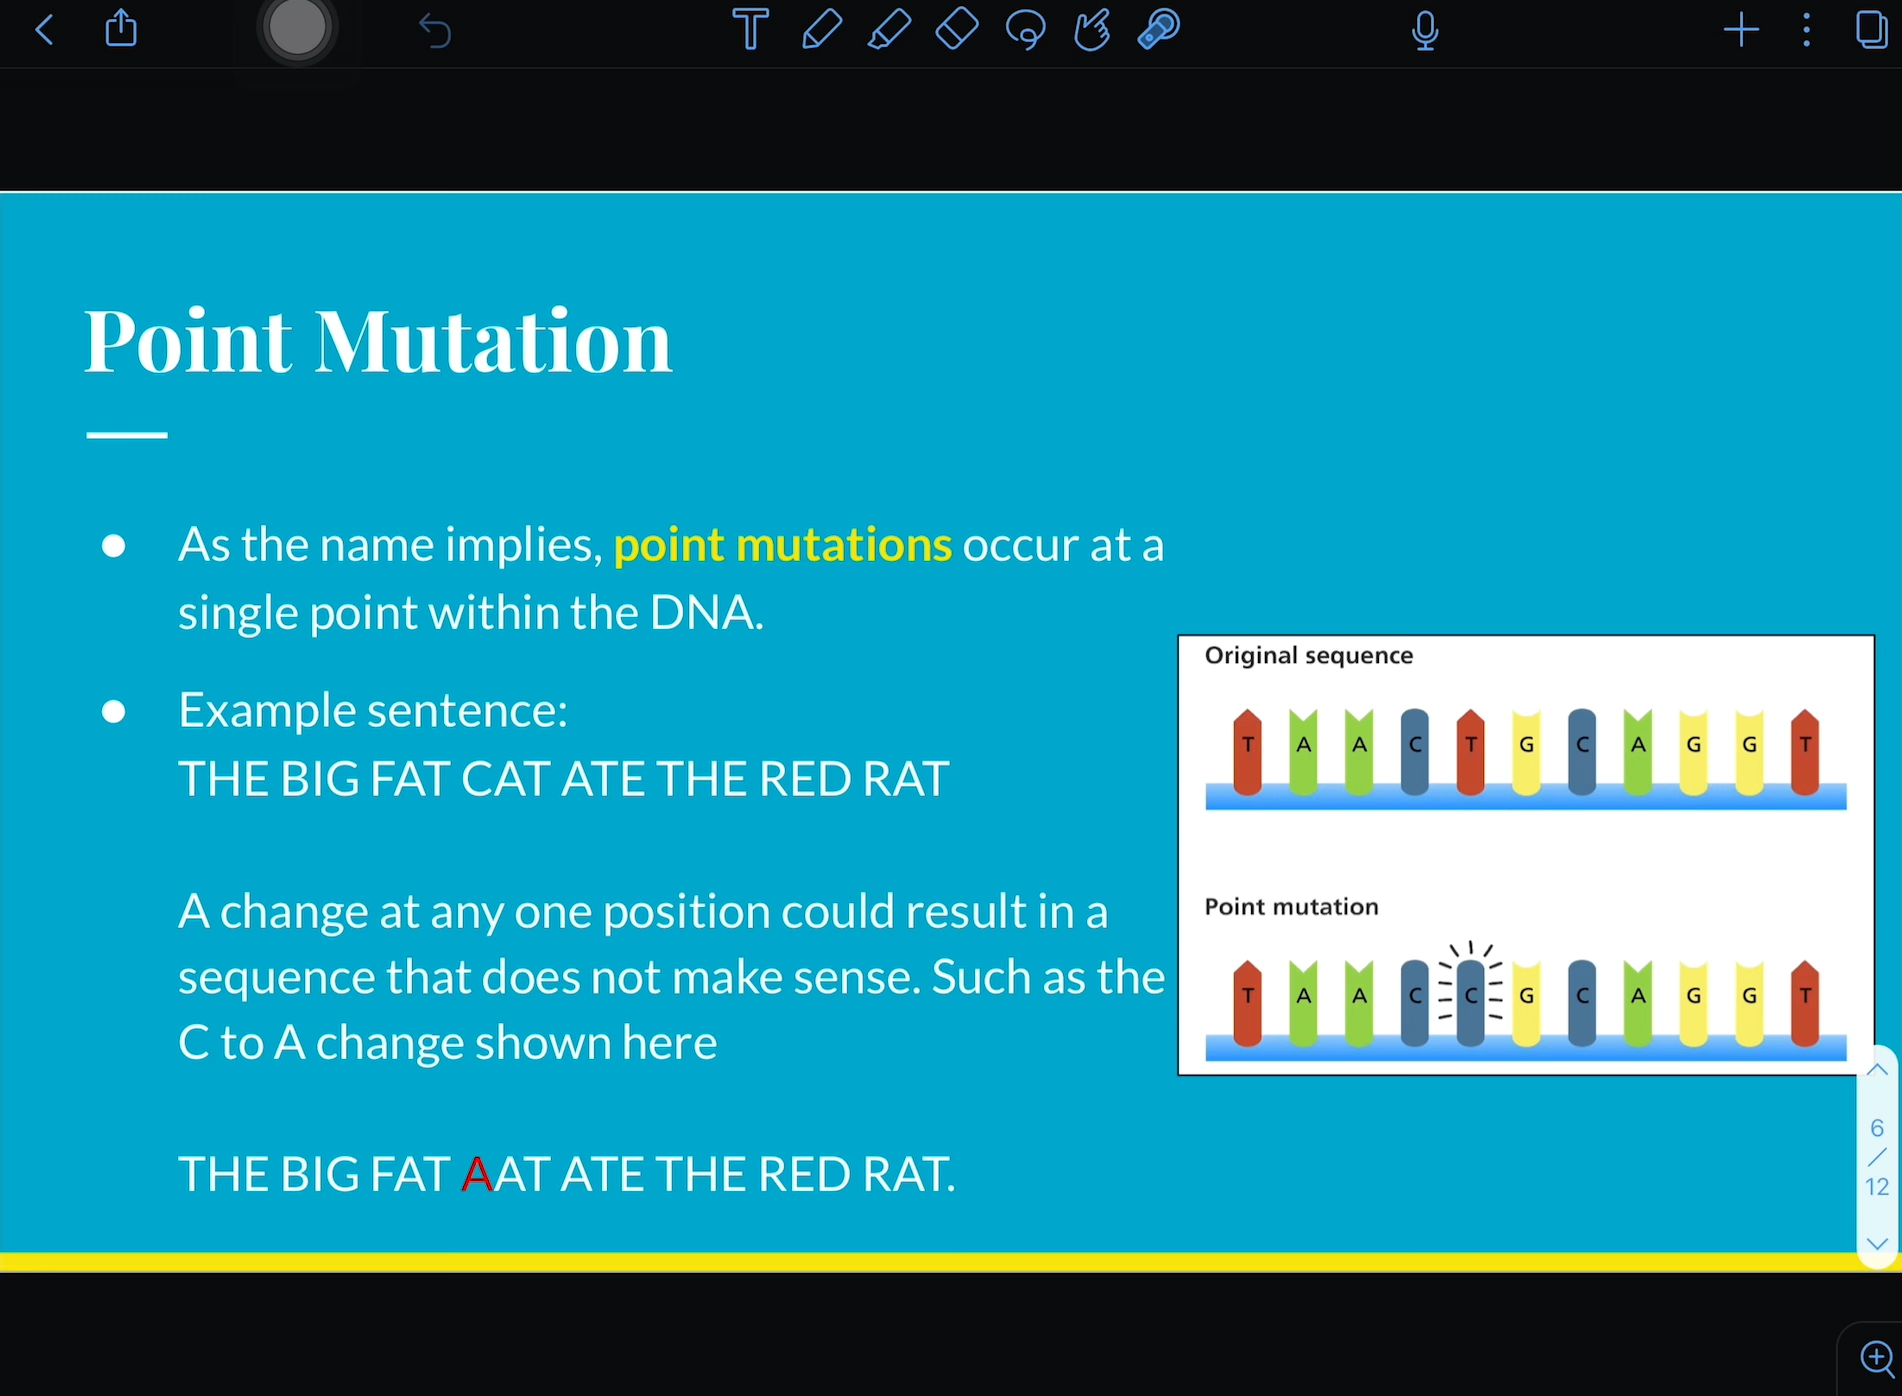 Point Mutation
As the name implies, point mutations occur at a
single point within the DNA.
Example sentence:
THE BIG FAT CAT ATE THE RED RAT
A change at any one position could result in a
sequence that does not make sense. Such as the
C to A change shown here
THE BIG FAT AAT ATE THE RED RAT.
Original sequence
T A A C T G C A G G T
Point mutation
T A A C C G C A G G T
6
/
12